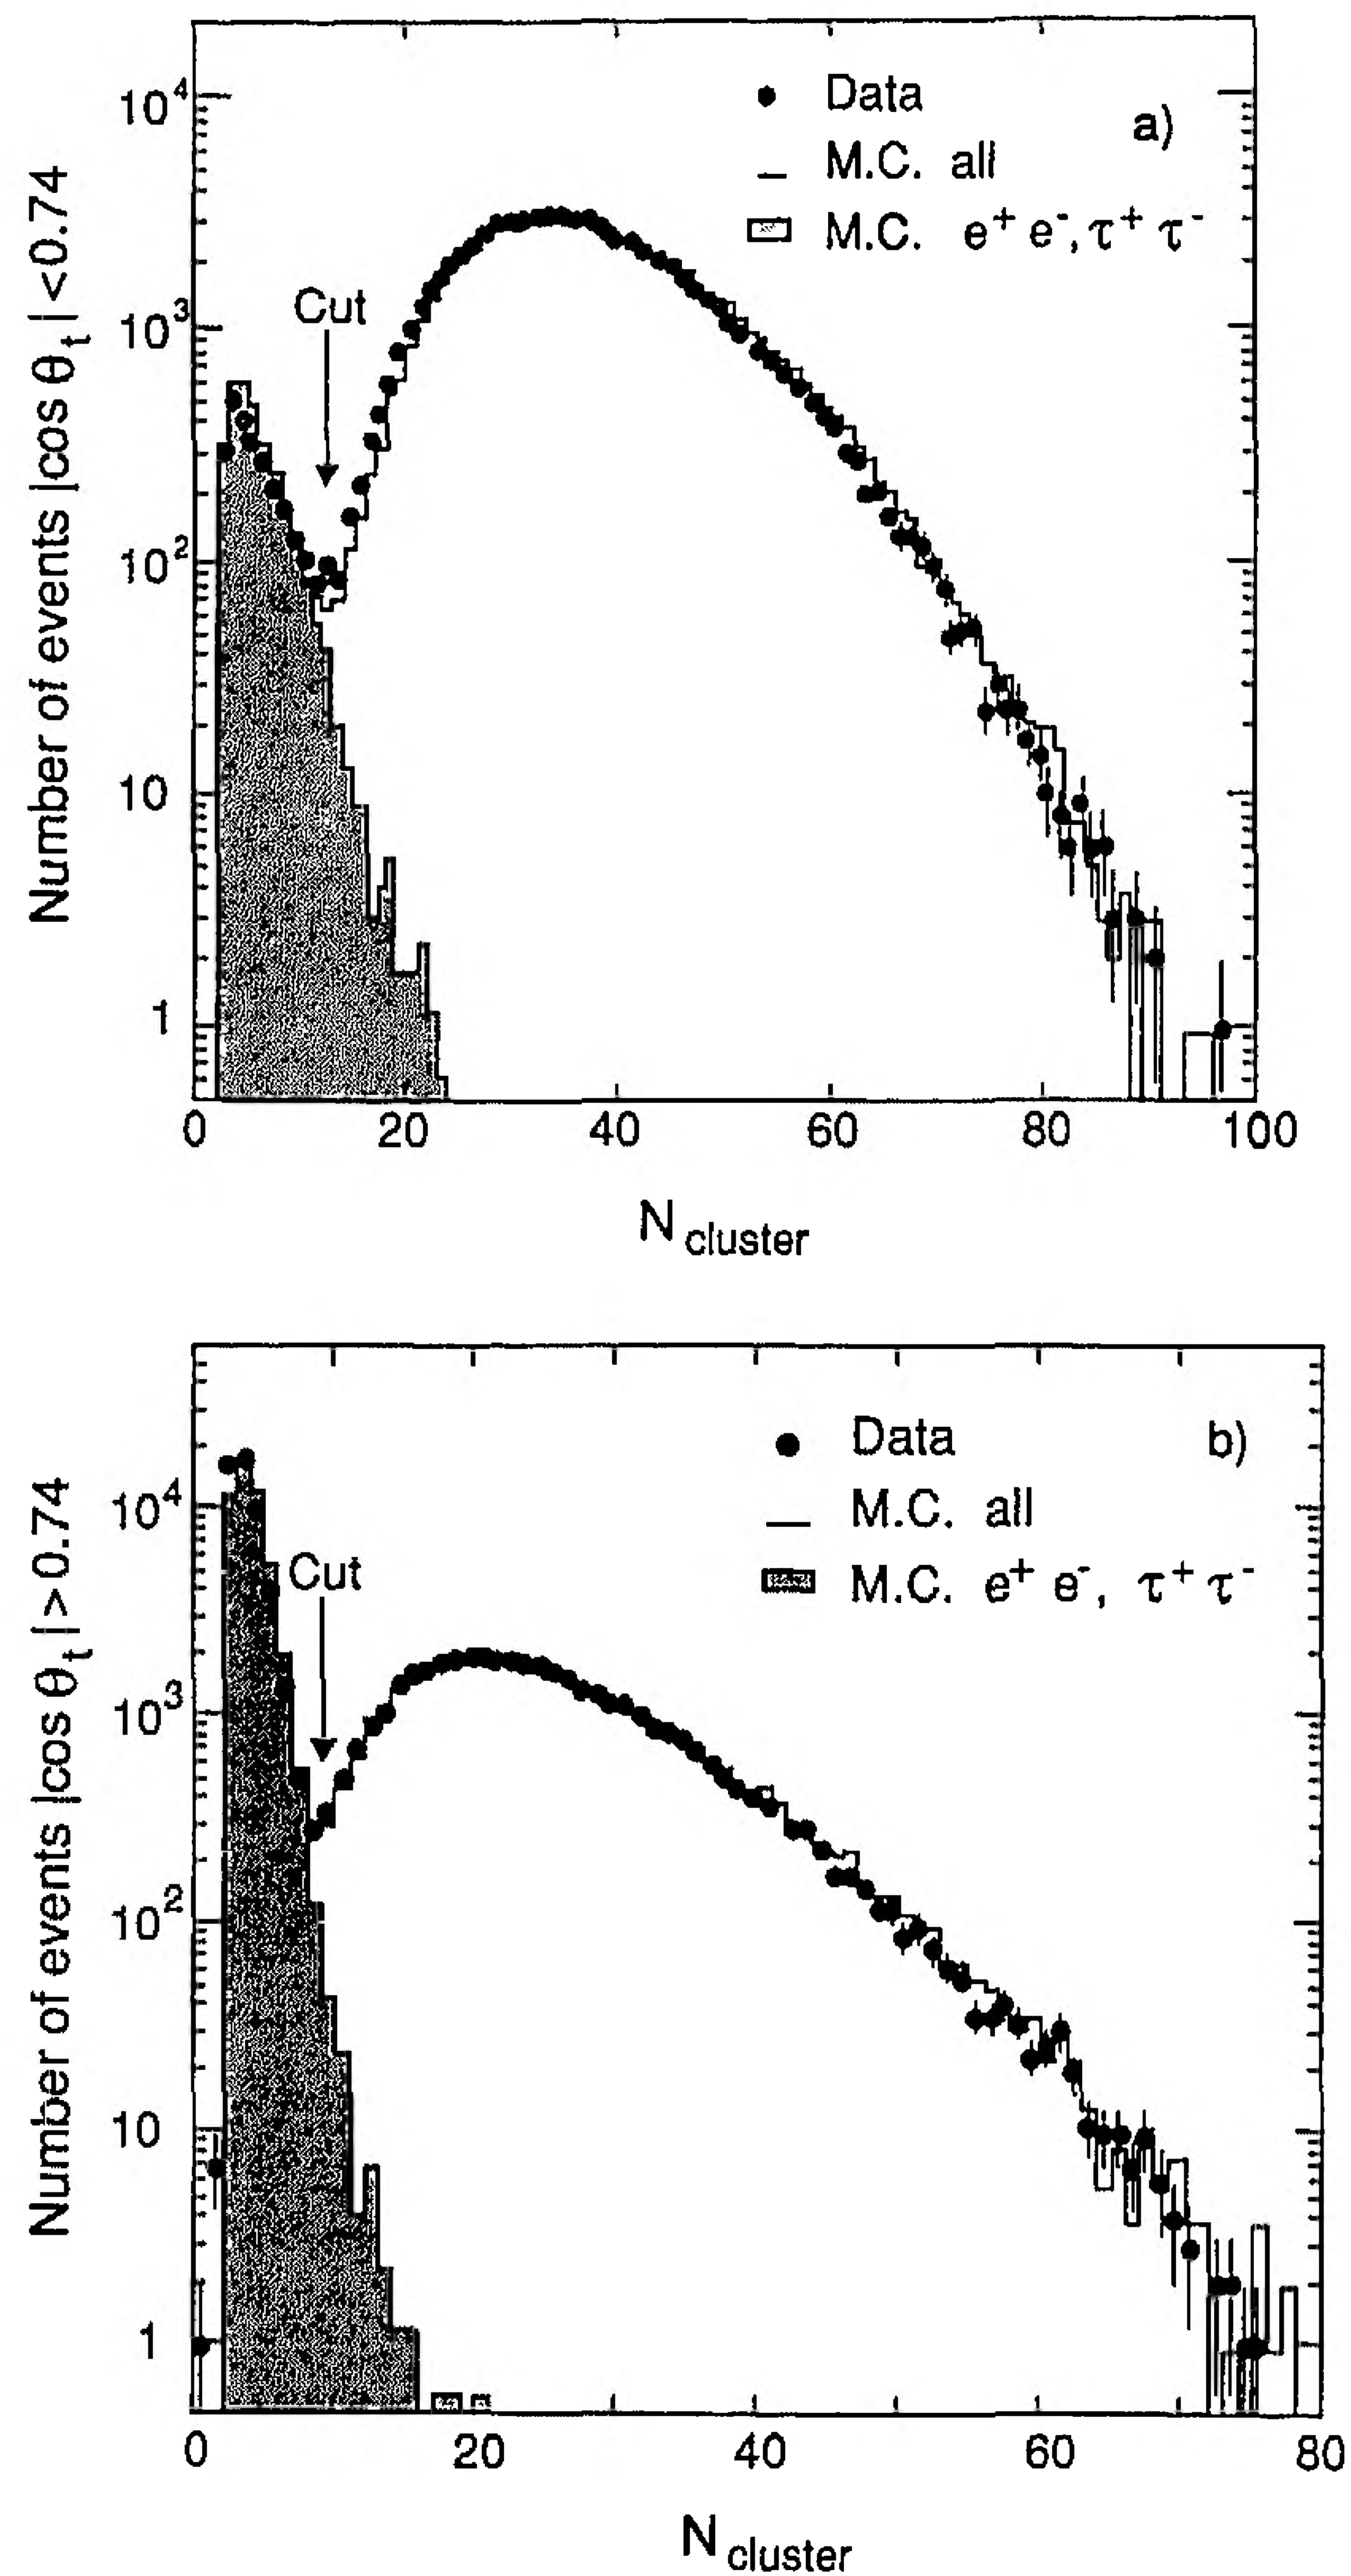 Number of events |cos θt| <0.74
10⁴
10³
10²
10
1
Data
M.C. all
M.C. e⁺ e⁻, τ⁺ τ⁻
a)
Cut
0 20 40 60 80 100
N cluster
Number of events |cos θt| >0.74
10⁴
10³
10²
10
1
Data
M.C. all
M.C. e⁺ e⁻, τ⁺ τ⁻
b)
Cut
0 20 40 60 80
N cluster